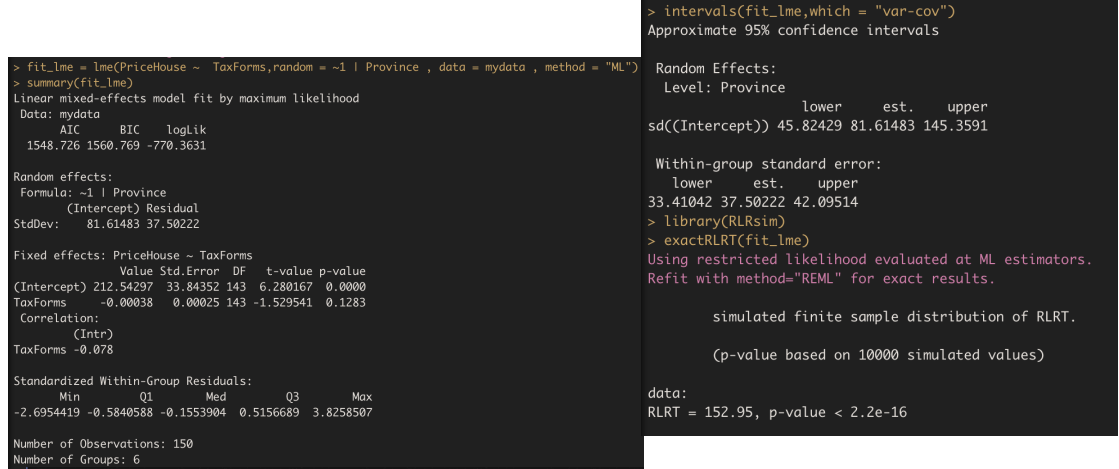 > fit_lme = lme(PriceHouse ~  TaxForms,random = ~1 | Province , data = mydata , method = "ML")
> summary(fit_lme)
Linear mixed-effects model fit by maximum likelihood
 Data: mydata
       AIC      BIC    logLik
  1548.726 1560.769 -770.3631

Random effects:
 Formula: ~1 | Province
        (Intercept) Residual
StdDev:    81.61483 37.50222

Fixed effects: PriceHouse ~ TaxForms
                Value Std.Error  DF   t-value p-value
(Intercept) 212.54297  33.84352 143  6.280167  0.0000
TaxForms     -0.00038   0.00025 143 -1.529541  0.1283
 Correlation:
         (Intr)
TaxForms -0.078

Standardized Within-Group Residuals:
       Min         Q1        Med         Q3        Max
-2.6954419 -0.5840588 -0.1553904  0.5156689  3.8258507

Number of Observations: 150
Number of Groups: 6
> intervals(fit_lme,which = "var-cov")
Approximate 95% confidence intervals

 Random Effects:
  Level: Province
                   lower     est.    upper
sd((Intercept)) 45.82429 81.61483 145.3591

 Within-group standard error:
   lower     est.    upper
33.41042 37.50222 42.09514
> library(RLRsim)
> exactRLRT(fit_lme)
Using restricted likelihood evaluated at ML estimators.
Refit with method="REML" for exact results.

        simulated finite sample distribution of RLRT.

        (p-value based on 10000 simulated values)

data:
RLRT = 152.95, p-value < 2.2e-16